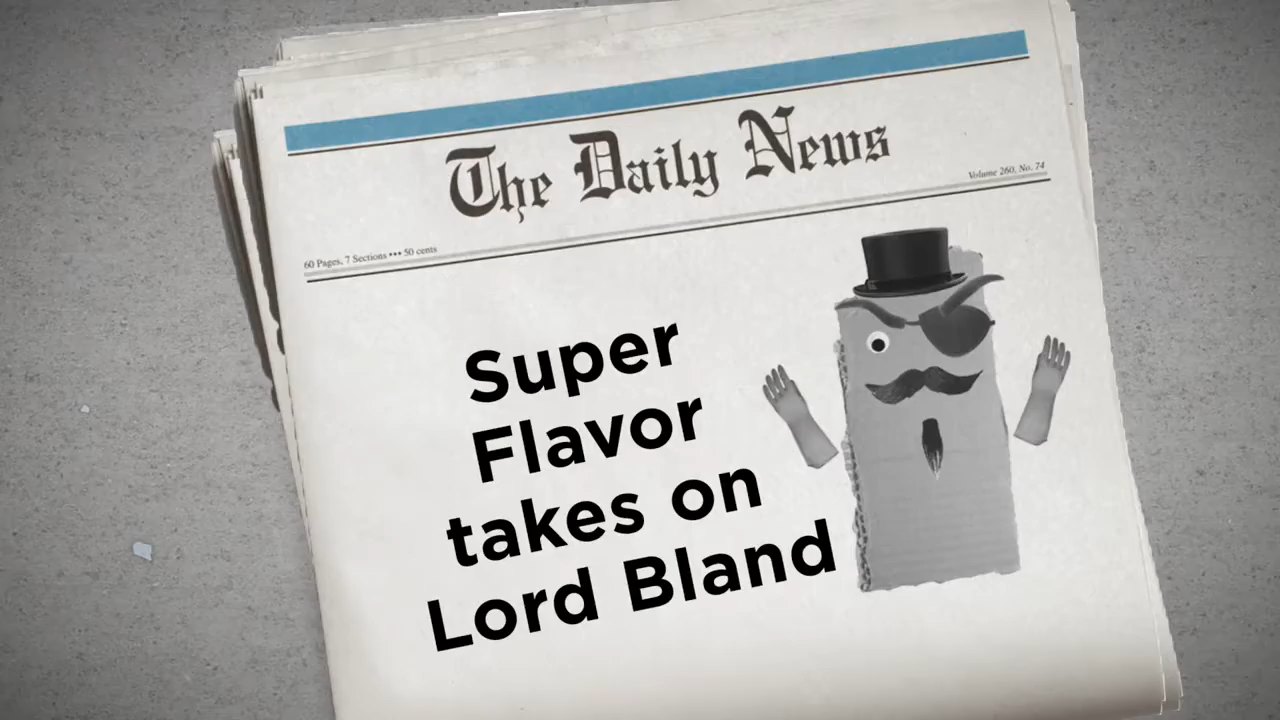 The Daily News
Volume 260, No. 74
60 Pages, 7 Sections ••• 50 cents
Super
Flavor
takes on
Lord Bland